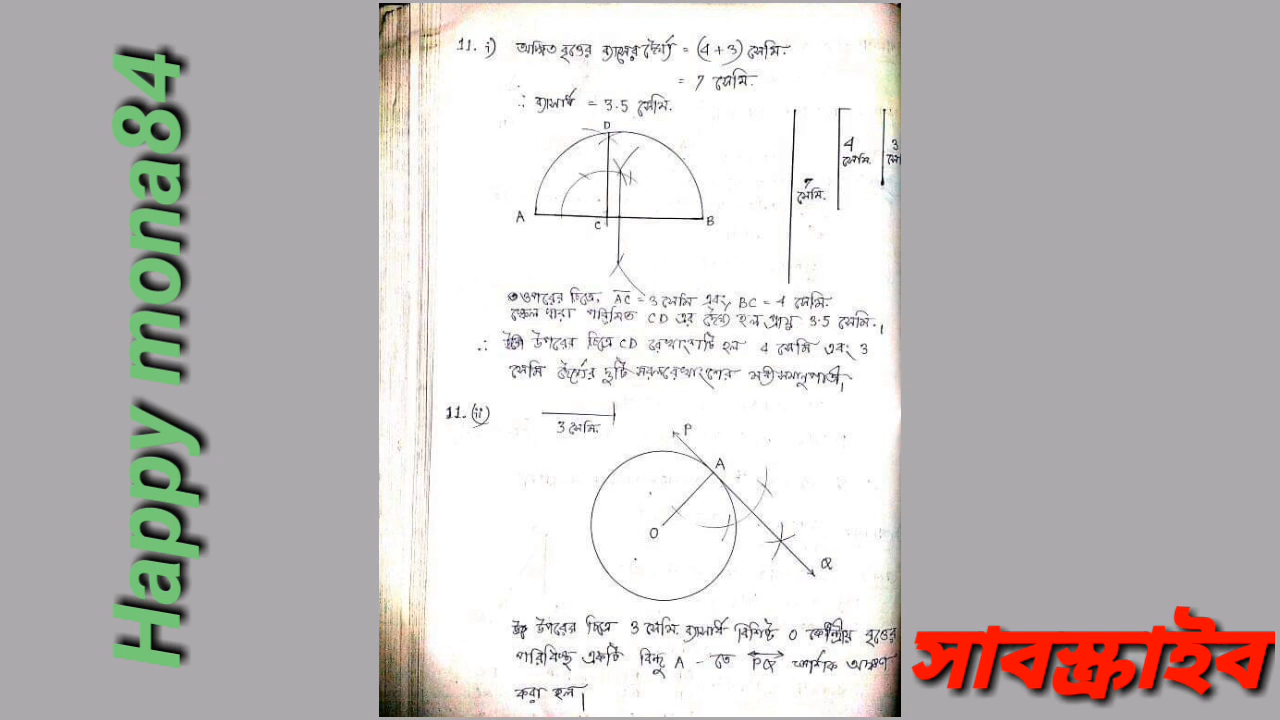 Happy mona84
11. i) অঙ্কিত বৃত্তের ব্যাসের দৈর্ঘ্য = (4 + 3) সেমি.
= 7 সেমি.
∴ ব্যাসার্ধ = 3.5 সেমি.
D
A
C
B
7
সেমি.
4
সেমি.
3
উপরের চিত্রে, AC = 3 সেমি এবং BC = 4 সেমি.
স্কেল দ্বারা পরিমিত CD এর দৈর্ঘ্য হল প্রায় 3.5 সেমি.।
∴ উপরের চিত্রে CD রেখাংশটি হল 4 সেমি এবং 3
সেমি দৈর্ঘ্যের দুটি সরলরেখাংশের মধ্যসমানুপাতী।
11. (ii)
3 সেমি.
P
A
O
Q
উপরের চিত্রে 3 সেমি. ব্যাসার্ধ বিশিষ্ট O কেন্দ্রীয় বৃত্তের
পরিধিস্থ একটি বিন্দু A - তে PQ স্পর্শক অঙ্কণ
করা হল।
সাবস্ক্রাইব